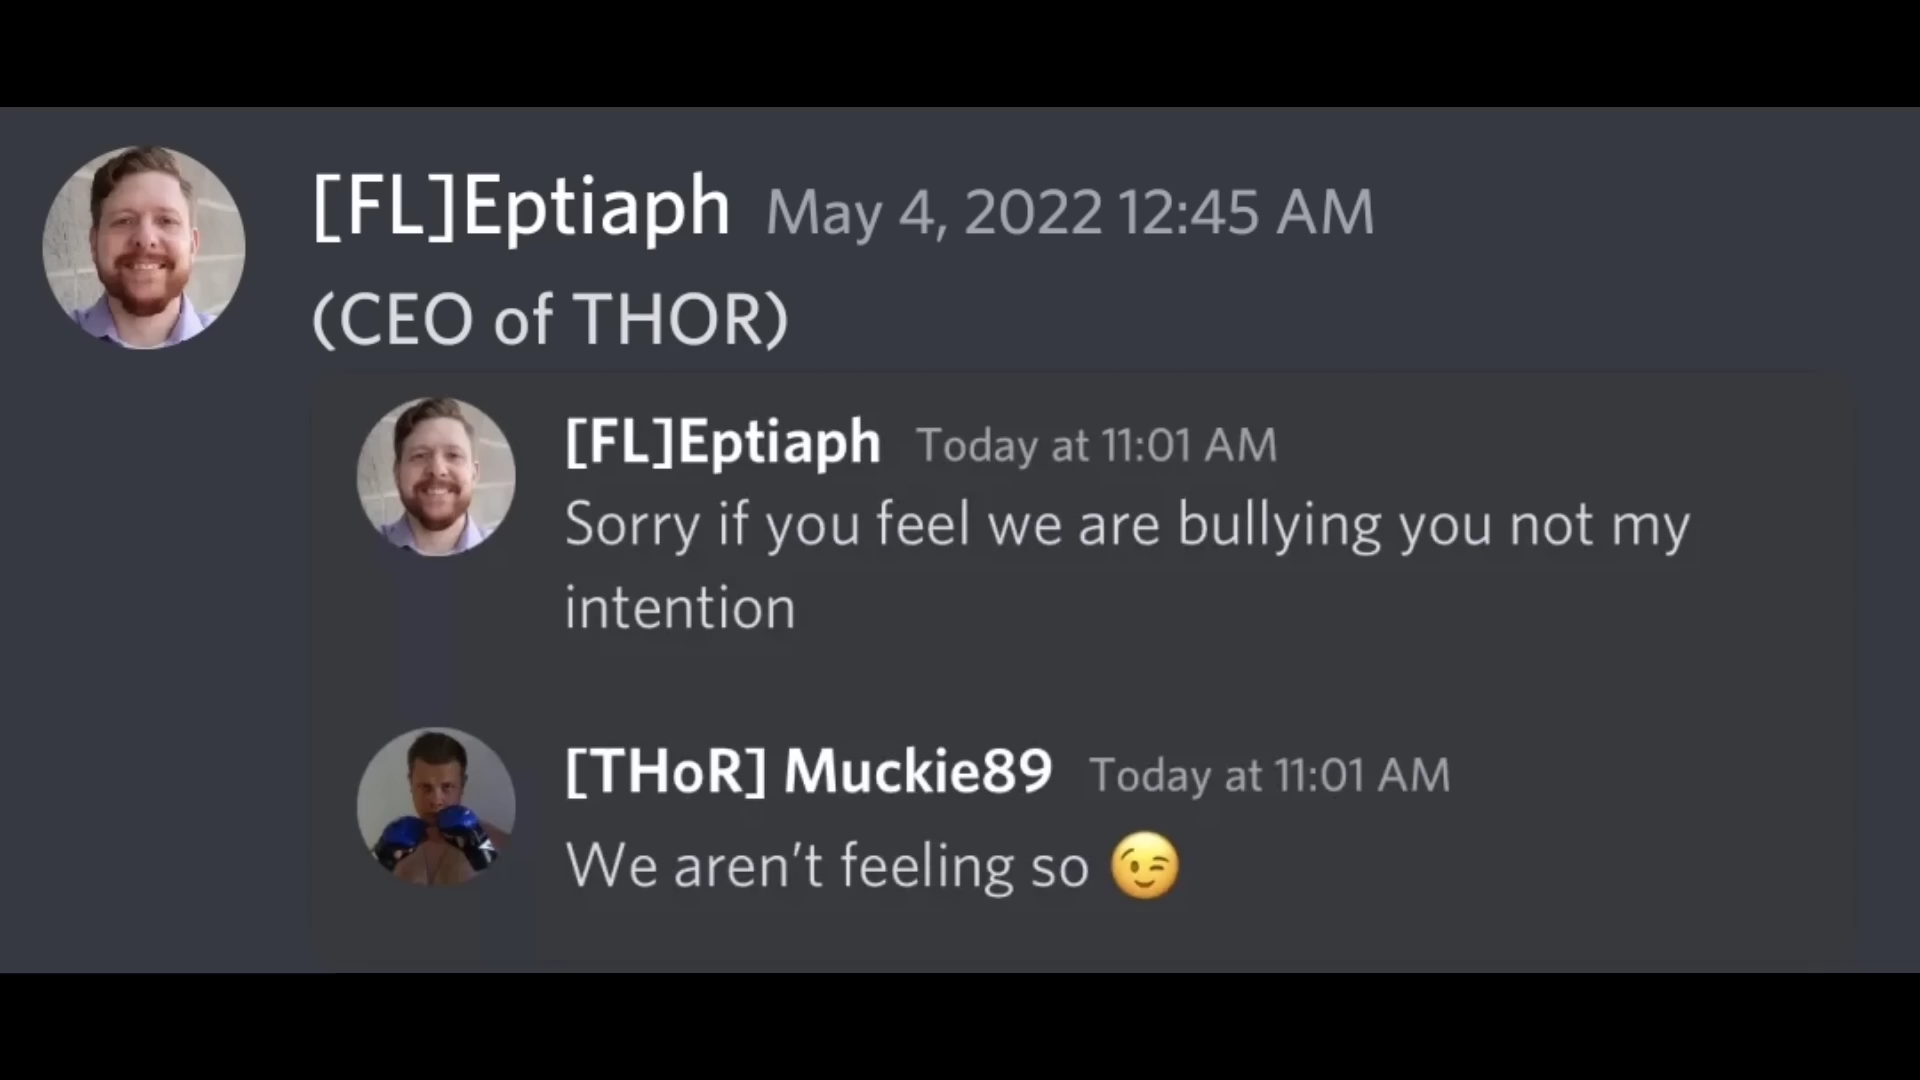 [FL]Eptiaph May 4, 2022 12:45 AM
(CEO of THOR)
[FL]Eptiaph Today at 11:01 AM
Sorry if you feel we are bullying you not my
intention
[THoR] Muckie89 Today at 11:01 AM
We aren't feeling so 😉